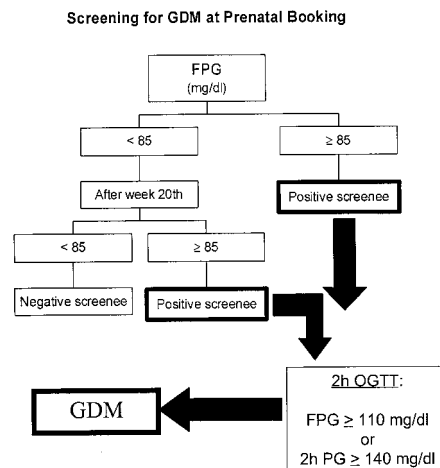 Screening for GDM at Prenatal Booking
FPG
(mg/dl)
< 85
≥ 85
After week 20th
Positive screenee
< 85
≥ 85
Negative screenee
Positive screenee
2h OGTT:
FPG ≥ 110 mg/dl
or
2h PG ≥ 140 mg/dl
GDM